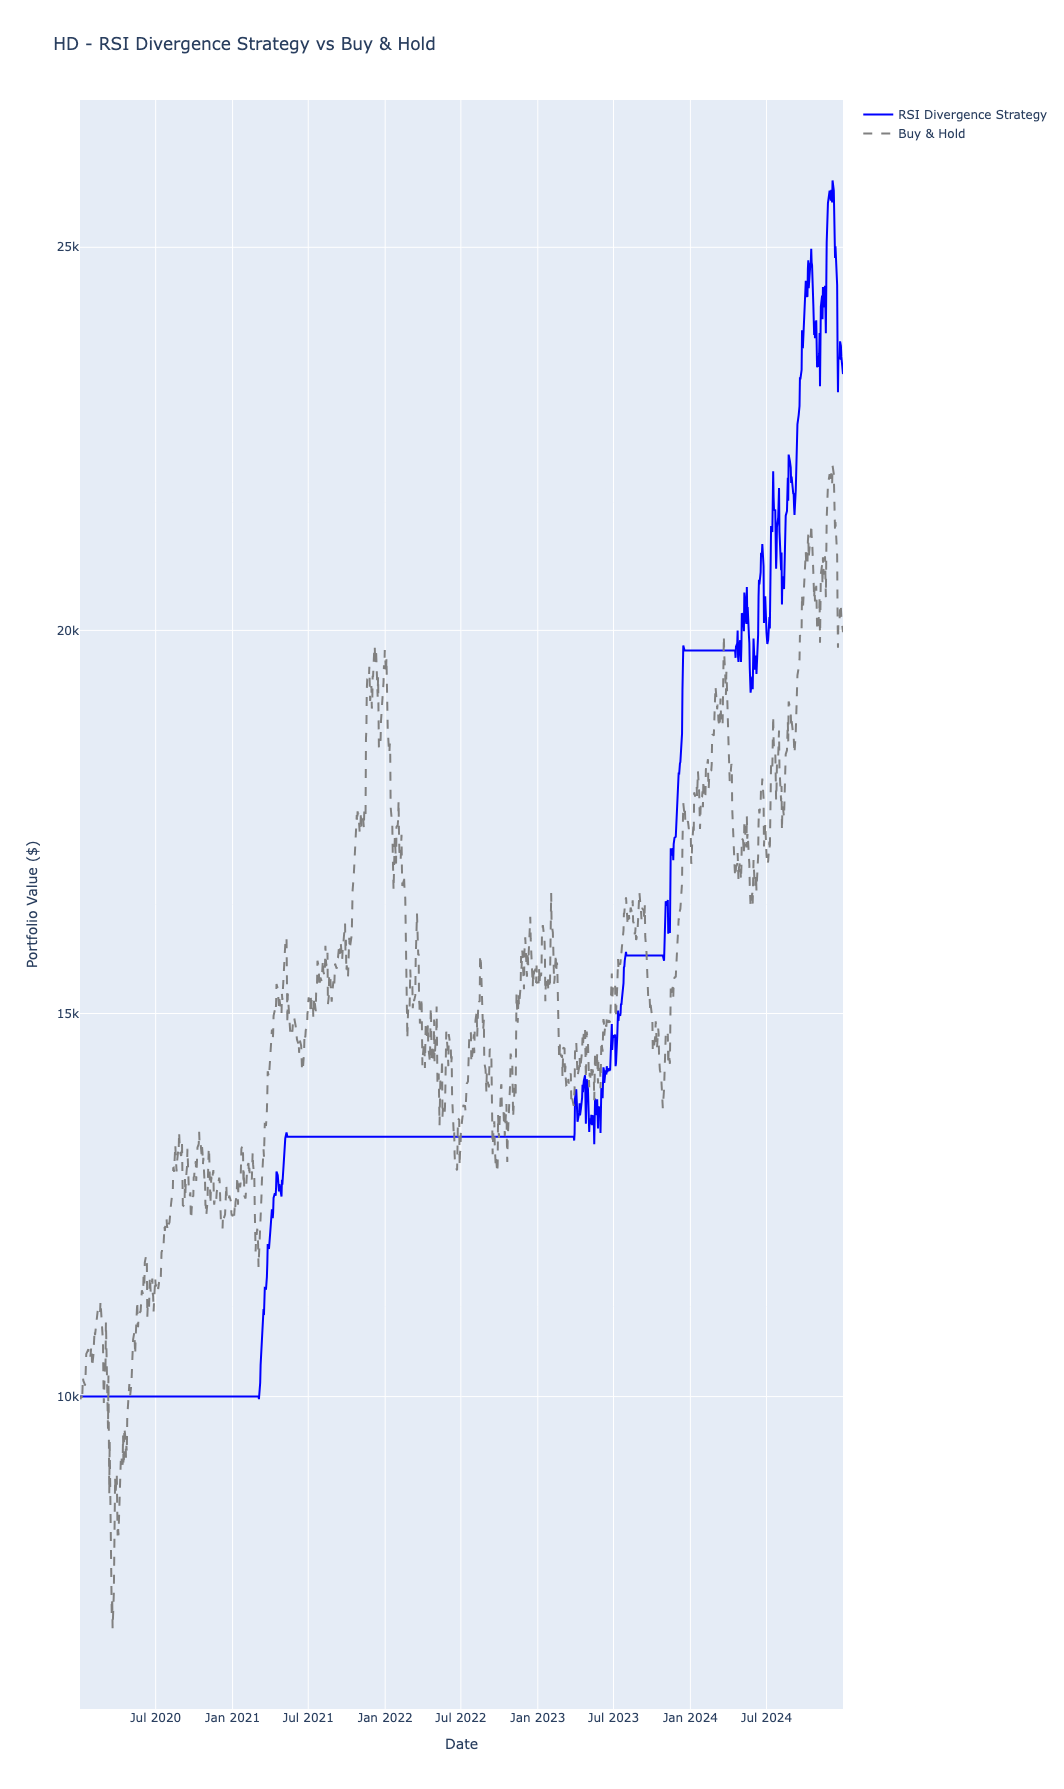 HD - RSI Divergence Strategy vs Buy & Hold
RSI Divergence Strategy
Buy & Hold
25k
20k
15k
10k
Portfolio Value ($)
Jul 2020
Jan 2021
Jul 2021
Jan 2022
Jul 2022
Jan 2023
Jul 2023
Jan 2024
Jul 2024
Date